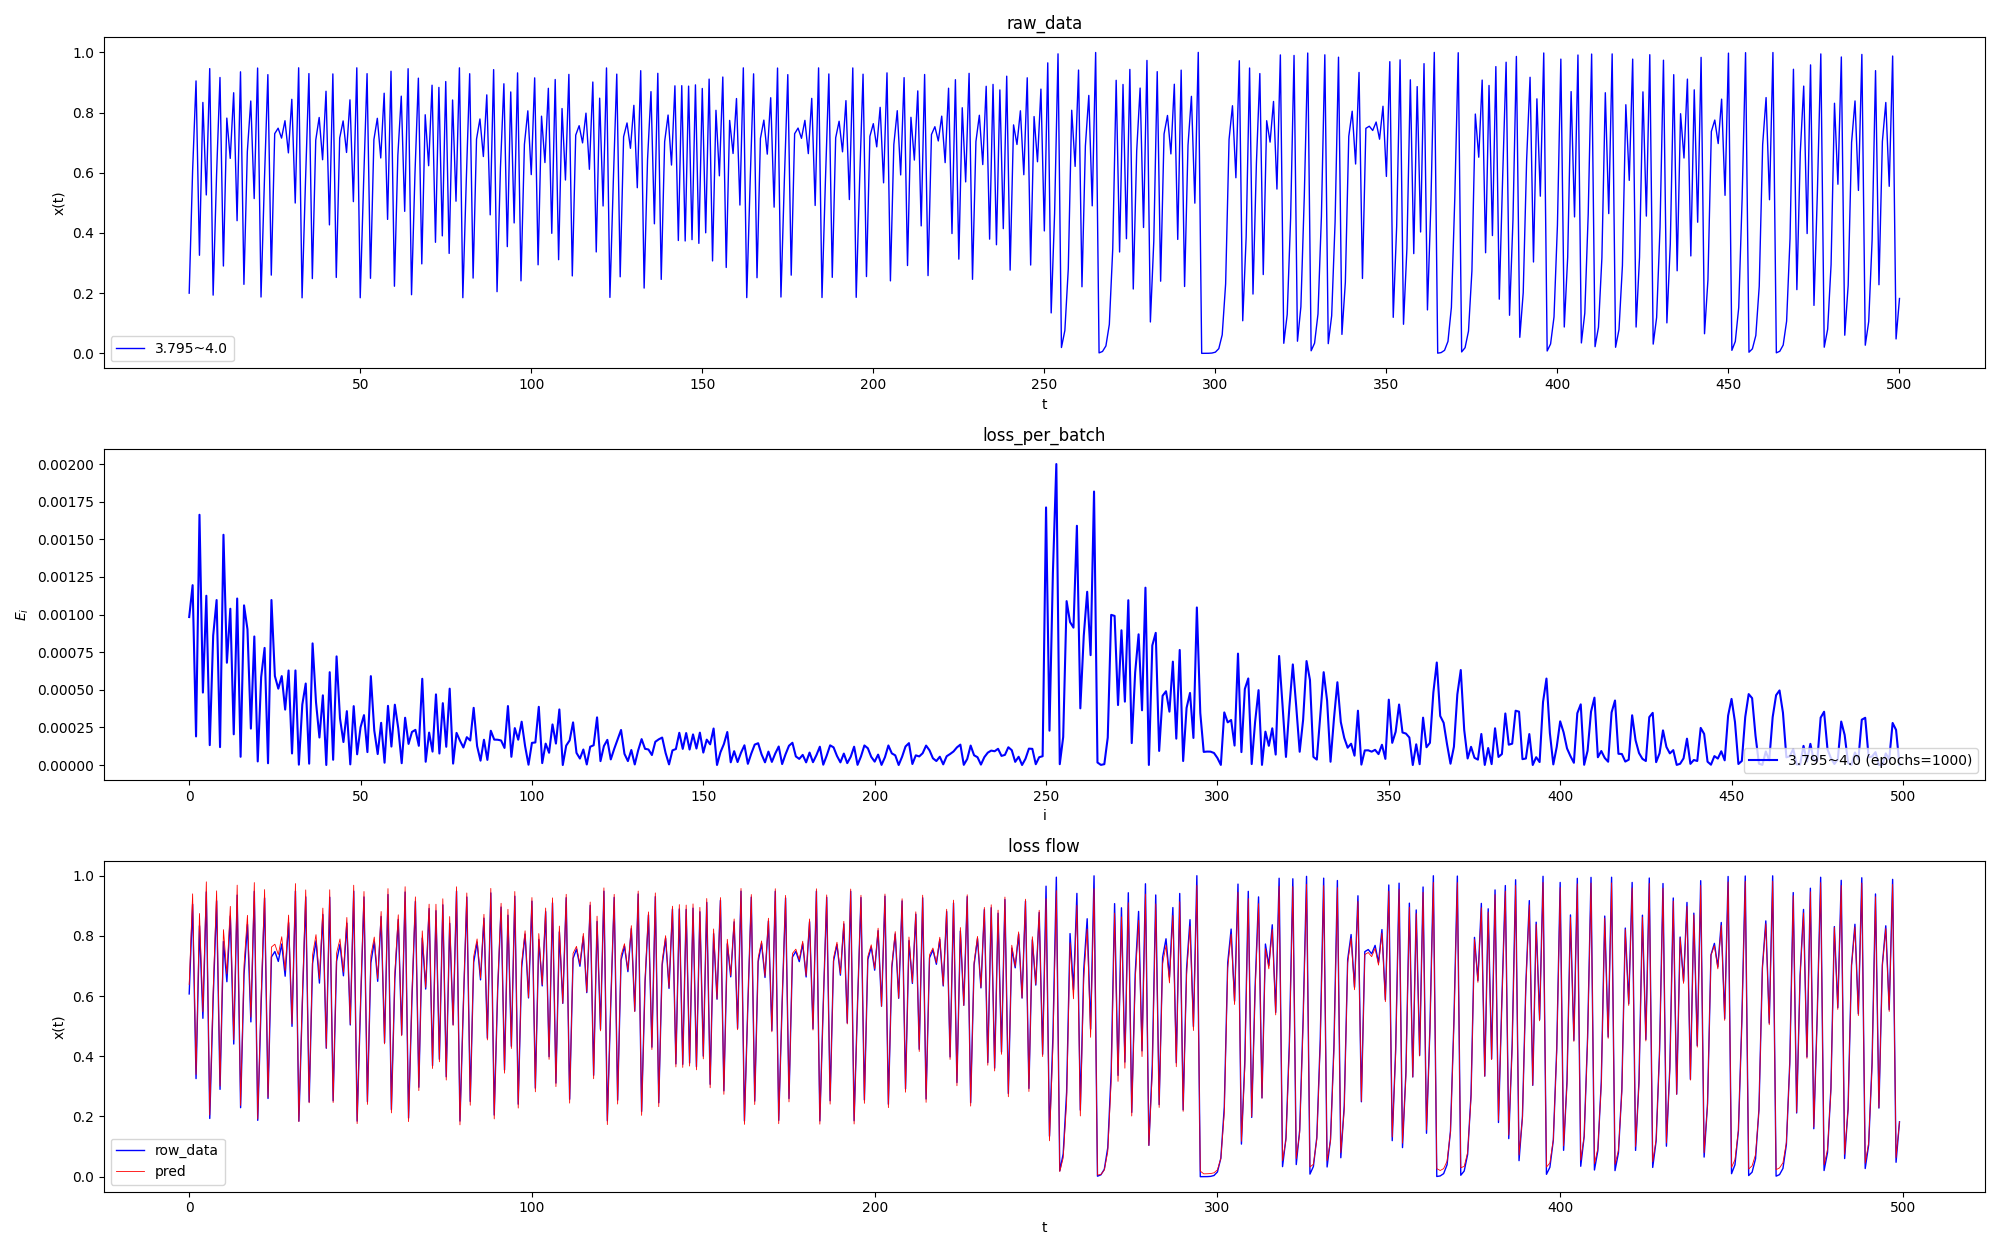 raw_data
1.0
0.8
0.6
0.4
0.2
0.0
x(t)
3.795~4.0
50 100 150 200 250 300 350 400 450 500
t
loss_per_batch
0.00200
0.00175
0.00150
0.00125
0.00100
0.00075
0.00050
0.00025
0.00000
E_i
3.795~4.0 (epochs=1000)
0 50 100 150 200 250 300 350 400 450 500
i
loss flow
1.0
0.8
0.6
0.4
0.2
0.0
x(t)
row_data
pred
0 100 200 300 400 500
t